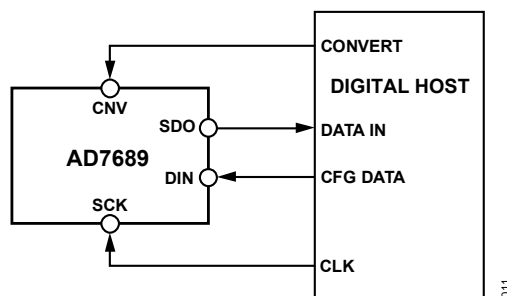 CONVERT
DIGITAL HOST
CNV
SDO
DATA IN
AD7689
DIN
CFG DATA
SCK
CLK